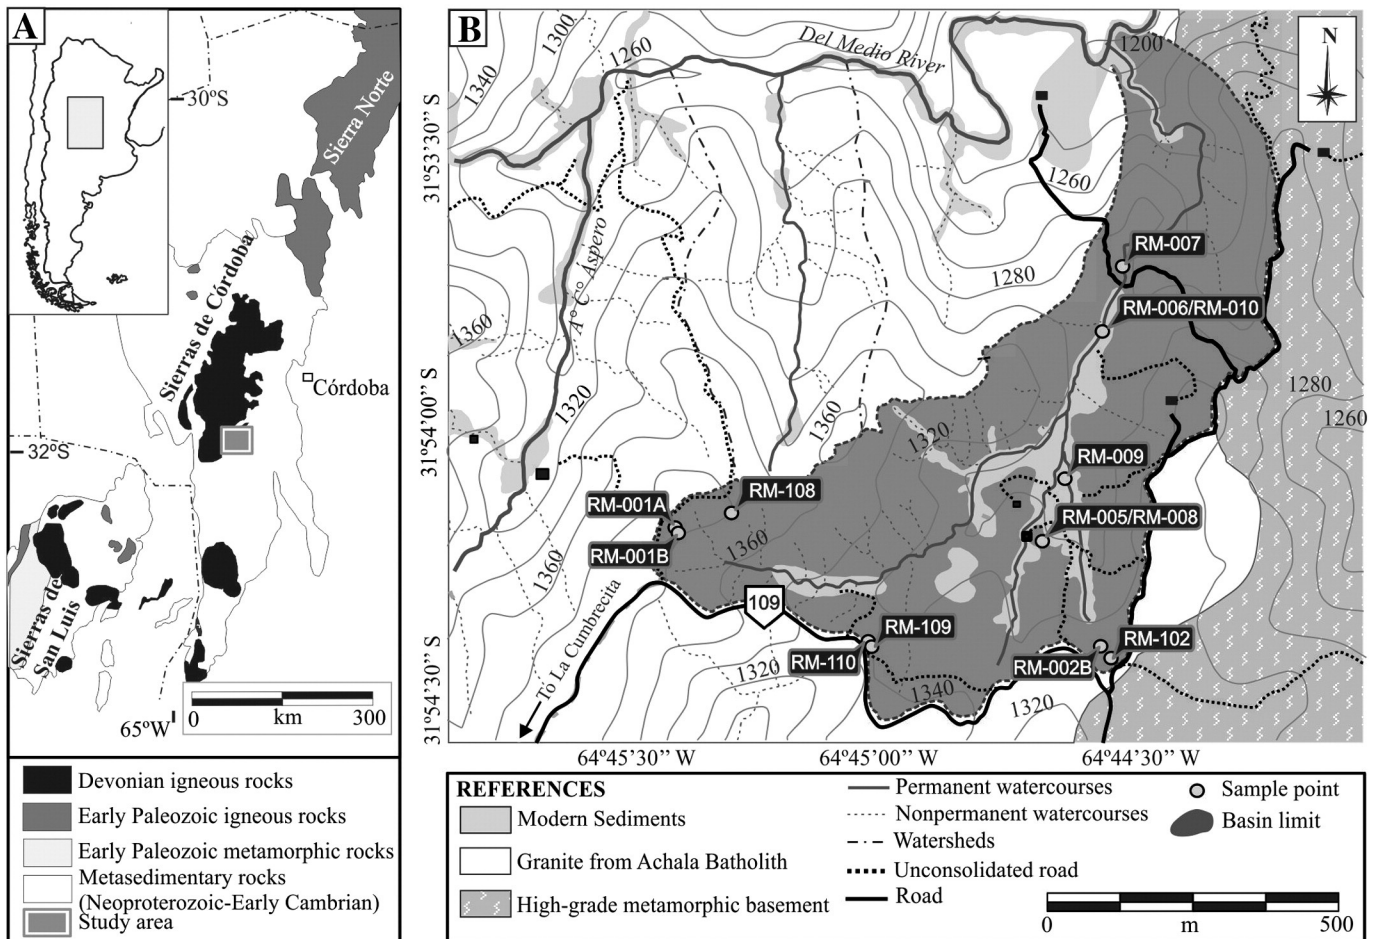 A
30ºS
Sierra Norte
Sierras de Córdoba
Córdoba
32ºS
Sierras de
San Luis
65ºW
0 km 300
Devonian igneous rocks
Early Paleozoic igneous rocks
Early Paleozoic metamorphic rocks
Metasedimentary rocks
(Neoproterozoic-Early Cambrian)
Study area
B
N
1340
1300
1260
Del Medio River
1200
31º53'30'' S
1260
RM-007
Aº Cº Áspero
1280
RM-006/RM-010
1360
1320
1360
1320
1280
1260
31º54'00'' S
RM-009
RM-108
RM-001A
RM-005/RM-008
RM-001B
1360
1360
To La Cumbrecita
109
RM-109
RM-102
RM-110
RM-002B
1320
1340
1320
31º54'30'' S
64º45'30'' W
64º45'00'' W
64º44'30'' W
REFERENCES
Modern Sediments
Granite from Achala Batholith
High-grade metamorphic basement
Permanent watercourses
Nonpermanent watercourses
Watersheds
Unconsolidated road
Road
Sample point
Basin limit
0 m 500